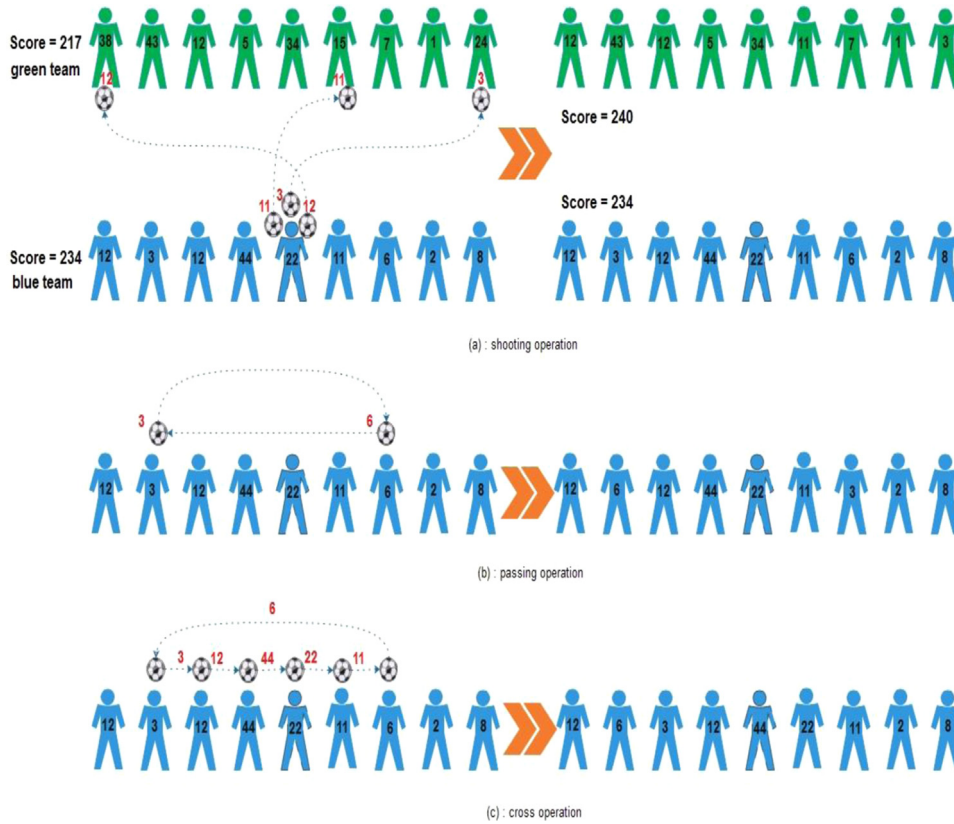 Score = 217
green team
38 43 12 5 34 15 7 1 24
12 43 12 5 34 11 7 1 3
12 11 3
Score = 240
3
11 12
Score = 234
Score = 234
blue team
12 3 12 44 22 11 6 2 8
12 3 12 44 22 11 6 2 8
(a) : shooting operation
3 6
12 3 12 44 22 11 6 2 8
12 6 12 44 22 11 3 2 8
(b) : passing operation
6
3 12 44 22 11
12 3 12 44 22 11 6 2 8
12 6 3 12 44 22 11 2 8
(c) : cross operation